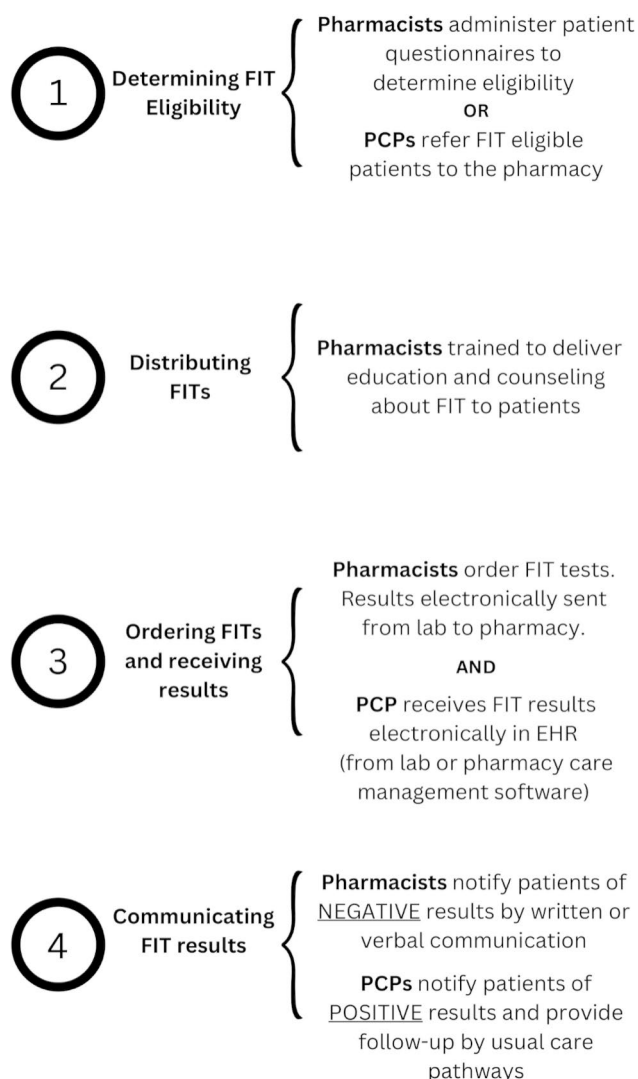 1
Determining FIT
Eligibility
Pharmacists administer patient
questionnaires to
determine eligibility
OR
PCPs refer FIT eligible
patients to the pharmacy
2
Distributing
FITs
Pharmacists trained to deliver
education and counseling
about FIT to patients
3
Ordering FITs
and receiving
results
Pharmacists order FIT tests.
Results electronically sent
from lab to pharmacy.
AND
PCP receives FIT results
electronically in EHR
(from lab or pharmacy care
management software)
4
Communicating
FIT results
Pharmacists notify patients of
NEGATIVE results by written or
verbal communication
PCPs notify patients of
POSITIVE results and provide
follow-up by usual care
pathways